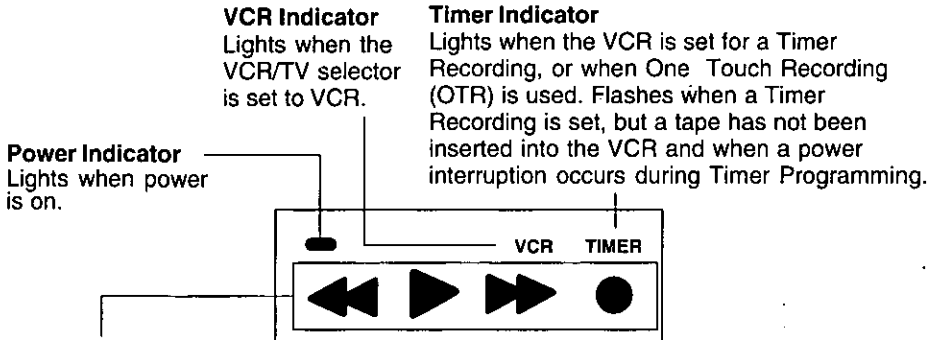 VCR Indicator
Lights when the
VCR/TV selector
is set to VCR.
Timer Indicator
Lights when the VCR is set for a Timer
Recording, or when One Touch Recording
(OTR) is used. Flashes when a Timer
Recording is set, but a tape has not been
inserted into the VCR and when a power
interruption occurs during Timer Programming.
Power Indicator
Lights when power
is on.
VCR TIMER